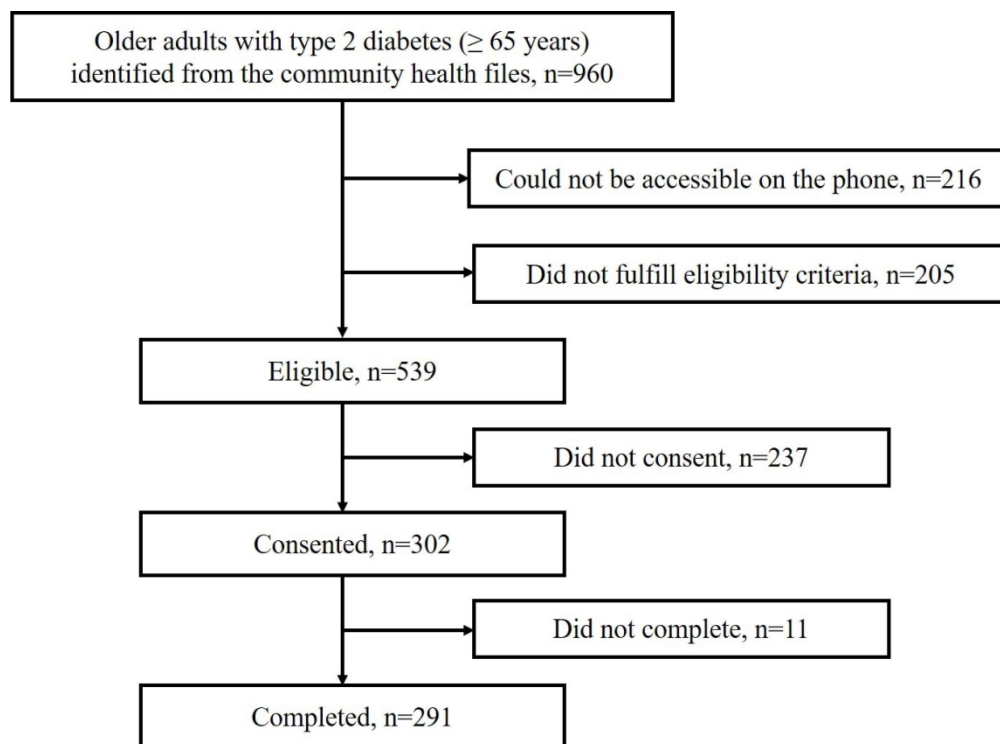 Older adults with type 2 diabetes (≥ 65 years)
identified from the community health files, n=960
Could not be accessible on the phone, n=216
Did not fulfill eligibility criteria, n=205
Eligible, n=539
Did not consent, n=237
Consented, n=302
Did not complete, n=11
Completed, n=291